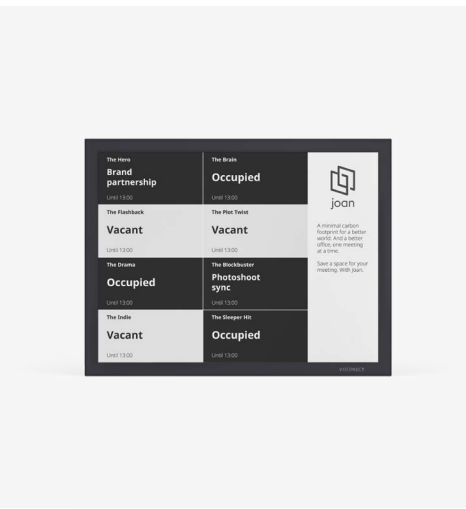 The Hero
Brand
partnership
Until 13:00
The Brain
Occupied
Until 13:00
The Flashback
Vacant
Until 13:00
The Plot Twist
Vacant
Until 13:00
The Drama
Occupied
Until 13:00
The Blockbuster
Photoshoot
sync
Until 13:00
The Indie
Vacant
Until 13:00
The Sleeper Hit
Occupied
Until 13:00
joan
A minimal carbon
footprint for a better
world. And a better
office, one meeting
at a time.
Save a space for your
meeting. With Joan.
VISIONECT